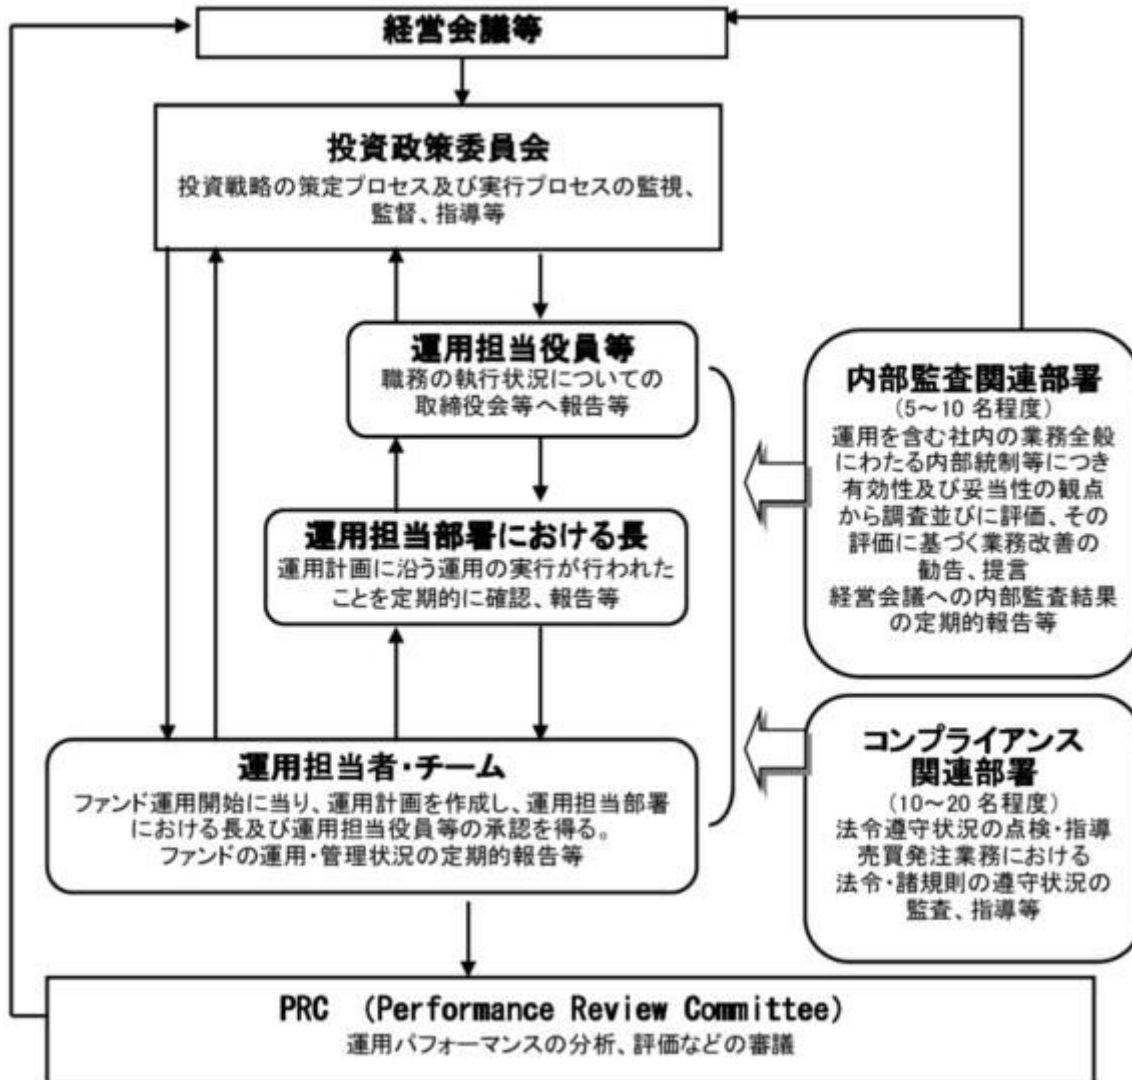 経営会議等
投資政策委員会
投資戦略の策定プロセス及び実行プロセスの監視、
監督、指導等
運用担当役員等
職務の執行状況についての
取締役会等へ報告等
運用担当部署における長
運用計画に沿う運用の実行が行われた
ことを定期的に確認、報告等
運用担当者・チーム
ファンド運用開始に当り、運用計画を作成し、運用担当部署
における長及び運用担当役員等の承認を得る。
ファンドの運用・管理状況の定期的報告等
内部監査関連部署
(5～10 名程度)
運用を含む社内の業務全般
にわたる内部統制等につき
有効性及び妥当性の観点
から調査並びに評価、その
評価に基づく業務改善の
勧告、提言
経営会議への内部監査結果
の定期的報告等
コンプライアンス
関連部署
(10～20 名程度)
法令遵守状況の点検・指導
売買発注業務における
法令・諸規則の遵守状況の
監査、指導等
PRC (Performance Review Committee)
運用パフォーマンスの分析、評価などの審議